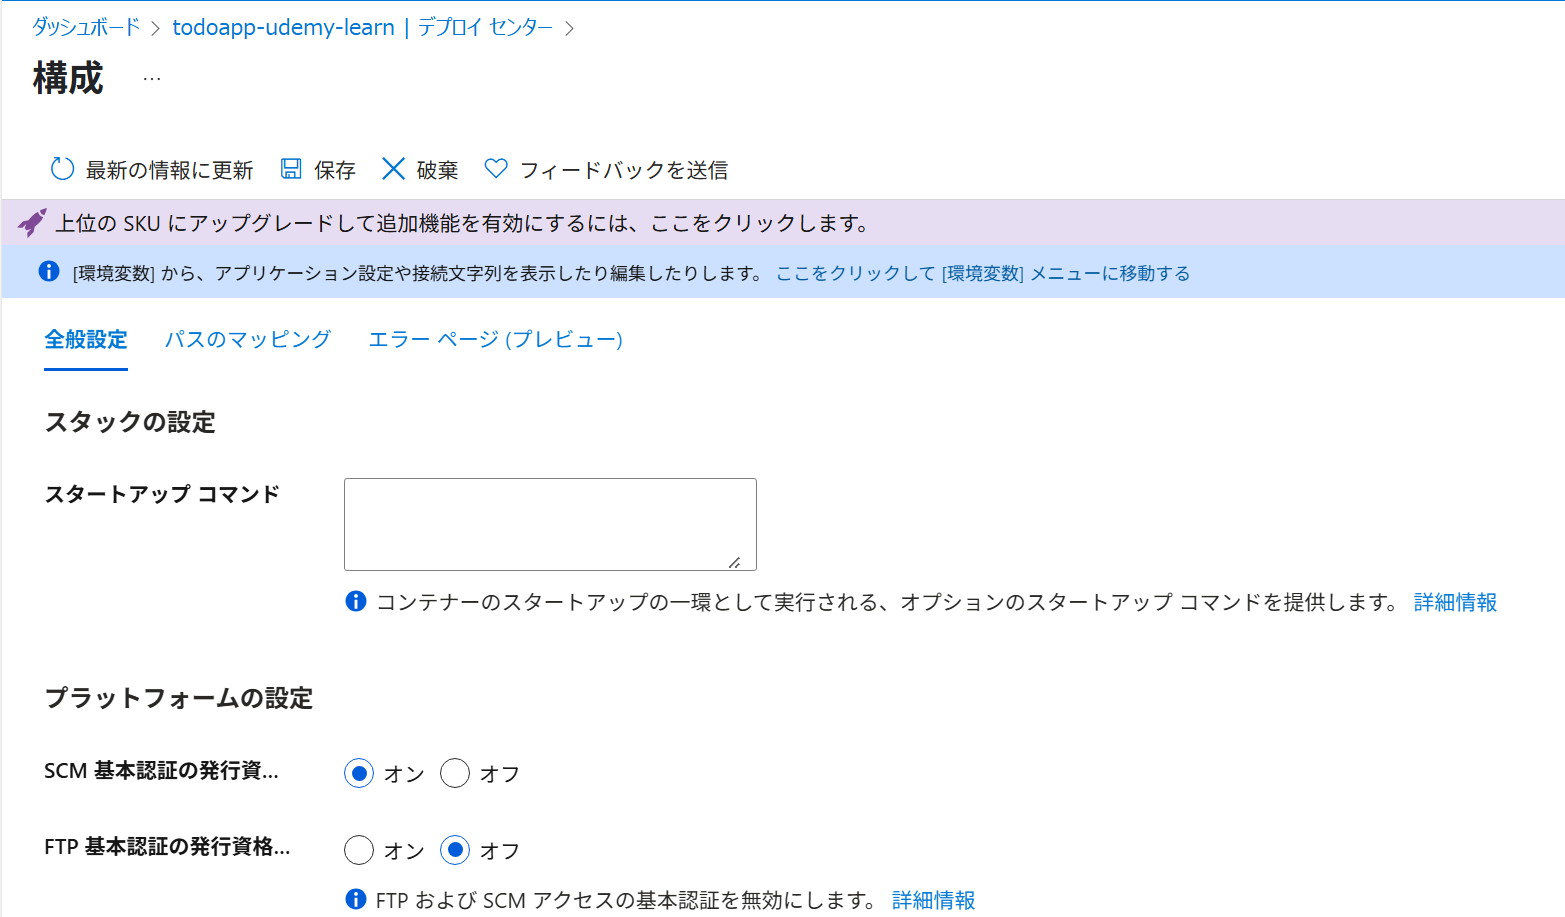 ダッシュボード > todoapp-udemy-learn | デプロイ センター >
構成 …
最新の情報に更新 保存 破棄 フィードバックを送信
上位の SKU にアップグレードして追加機能を有効にするには、ここをクリックします。
[環境変数] から、アプリケーション設定や接続文字列を表示したり編集したりします。 ここをクリックして [環境変数] メニューに移動する
全般設定 パスのマッピング エラー ページ (プレビュー)
スタックの設定
スタートアップ コマンド
コンテナーのスタートアップの一環として実行される、オプションのスタートアップ コマンドを提供します。 詳細情報
プラットフォームの設定
SCM 基本認証の発行資... オン オフ
FTP 基本認証の発行資格... オン オフ
FTP および SCM アクセスの基本認証を無効にします。 詳細情報